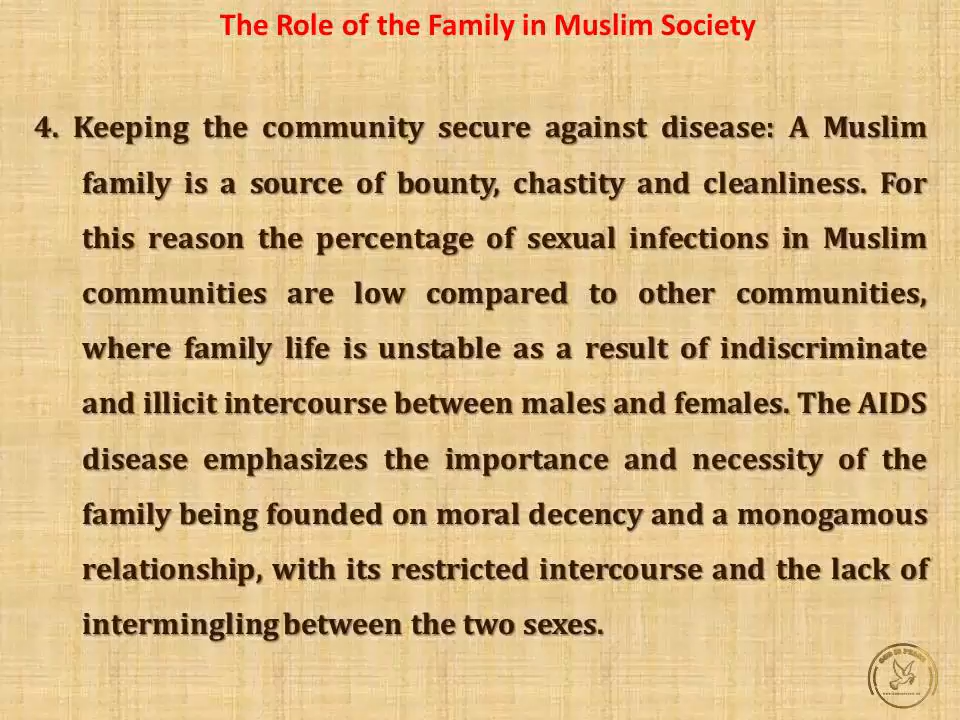 The Role of the Family in Muslim Society
4. Keeping the community secure against disease: A Muslim
family is a source of bounty, chastity and cleanliness. For
this reason the percentage of sexual infections in Muslim
communities are low compared to other communities,
where family life is unstable as a result of indiscriminate
and illicit intercourse between males and females. The AIDS
disease emphasizes the importance and necessity of the
family being founded on moral decency and a monogamous
relationship, with its restricted intercourse and the lack of
intermingling between the two sexes.
GOD IS PEACE